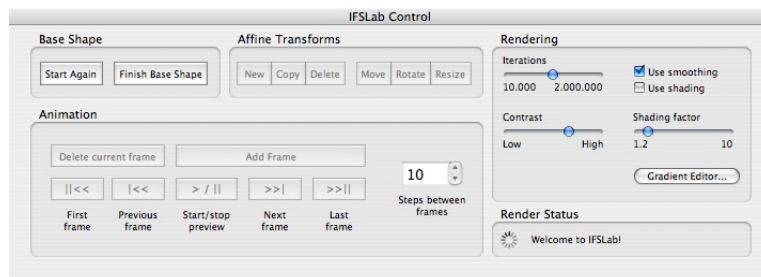 IFSLab Control
Base Shape
Start Again
Finish Base Shape
Affine Transforms
New
Copy
Delete
Move
Rotate
Resize
Animation
Delete current frame
Add Frame
||<<
|<<
> / ||
>>|
>>||
First
frame
Previous
frame
Start/stop
preview
Next
frame
Last
frame
10
Steps between
frames
Rendering
Iterations
10.000
2.000.000
Use smoothing
Use shading
Contrast
Low
High
Shading factor
1.2
10
Gradient Editor...
Render Status
Welcome to IFSLab!